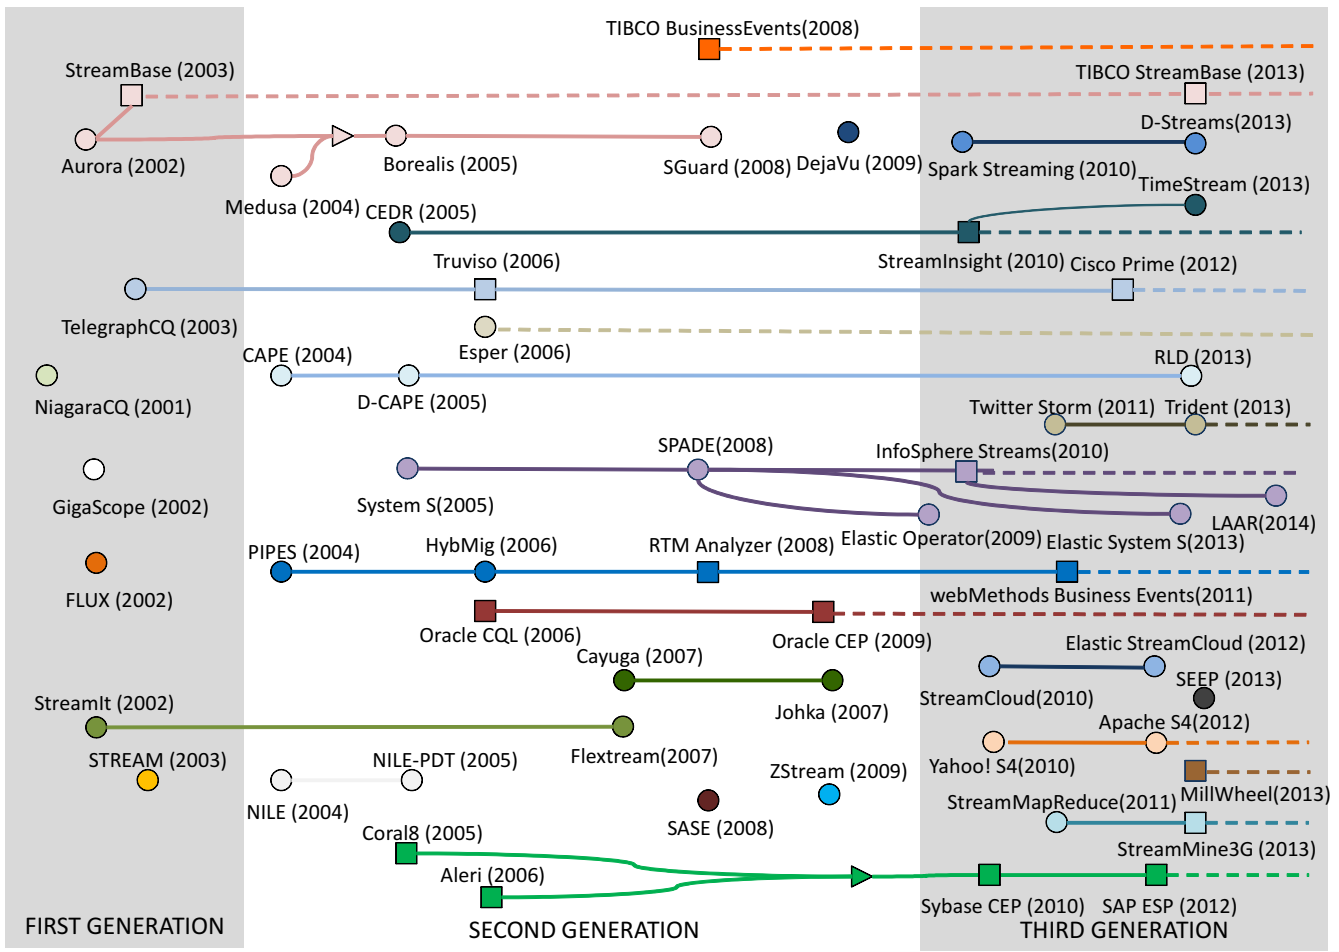 TIBCO BusinessEvents(2008)
StreamBase (2003)
TIBCO StreamBase (2013)
D-Streams(2013)
Aurora (2002)
Borealis (2005)
SGuard (2008)
DejaVu (2009)
Spark Streaming (2010)
TimeStream (2013)
Medusa (2004)
CEDR (2005)
Truviso (2006)
StreamInsight (2010)
Cisco Prime (2012)
TelegraphCQ (2003)
Esper (2006)
CAPE (2004)
RLD (2013)
NiagaraCQ (2001)
D-CAPE (2005)
Twitter Storm (2011)
Trident (2013)
SPADE(2008)
InfoSphere Streams(2010)
GigaScope (2002)
System S(2005)
Elastic Operator(2009)
LAAR(2014)
Elastic System S(2013)
PIPES (2004)
HybMig (2006)
RTM Analyzer (2008)
FLUX (2002)
webMethods Business Events(2011)
Oracle CQL (2006)
Oracle CEP (2009)
Elastic StreamCloud (2012)
Cayuga (2007)
SEEP (2013)
StreamIt (2002)
Johka (2007)
StreamCloud(2010)
Apache S4(2012)
STREAM (2003)
NILE-PDT (2005)
Flextream(2007)
ZStream (2009)
Yahoo! S4(2010)
MillWheel(2013)
NILE (2004)
SASE (2008)
StreamMapReduce(2011)
Coral8 (2005)
StreamMine3G (2013)
Aleri (2006)
Sybase CEP (2010)
SAP ESP (2012)
FIRST GENERATION
SECOND GENERATION
THIRD GENERATION